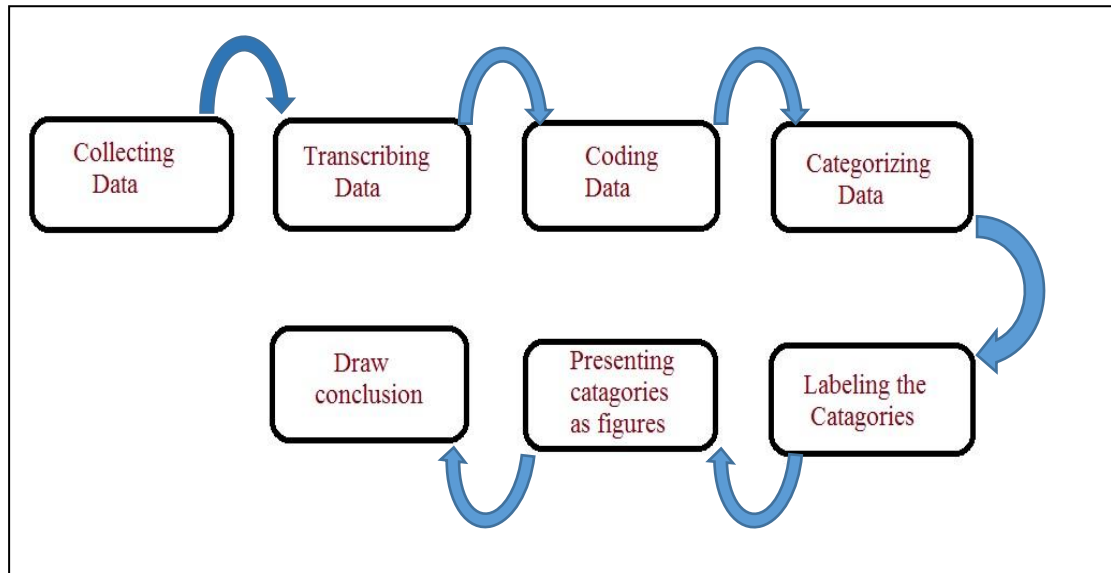 Collecting
Data
Transcribing
Data
Coding
Data
Categorizing
Data
Labeling the
Catagories
Presenting
catagories
as figures
Draw
conclusion